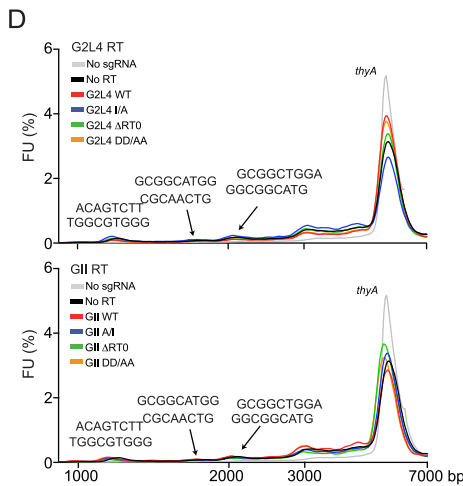 D
G2L4 RT
No sgRNA
No RT
G2L4 WT
G2L4 I/A
G2L4 ΔRT0
G2L4 DD/AA
thyA
FU (%)
6
4
2
0
ACAGTCTT
TGGCGTGGG
GCGGCATGG
CGCAACTG
GCGGCTGGA
GGCGGCATG
GII RT
No sgRNA
No RT
GII WT
GII A/I
GII ΔRT0
GII DD/AA
thyA
FU (%)
6
4
2
0
ACAGTCTT
TGGCGTGGG
GCGGCATGG
CGCAACTG
GCGGCTGGA
GGCGGCATG
1000 2000 3000 7000 bp